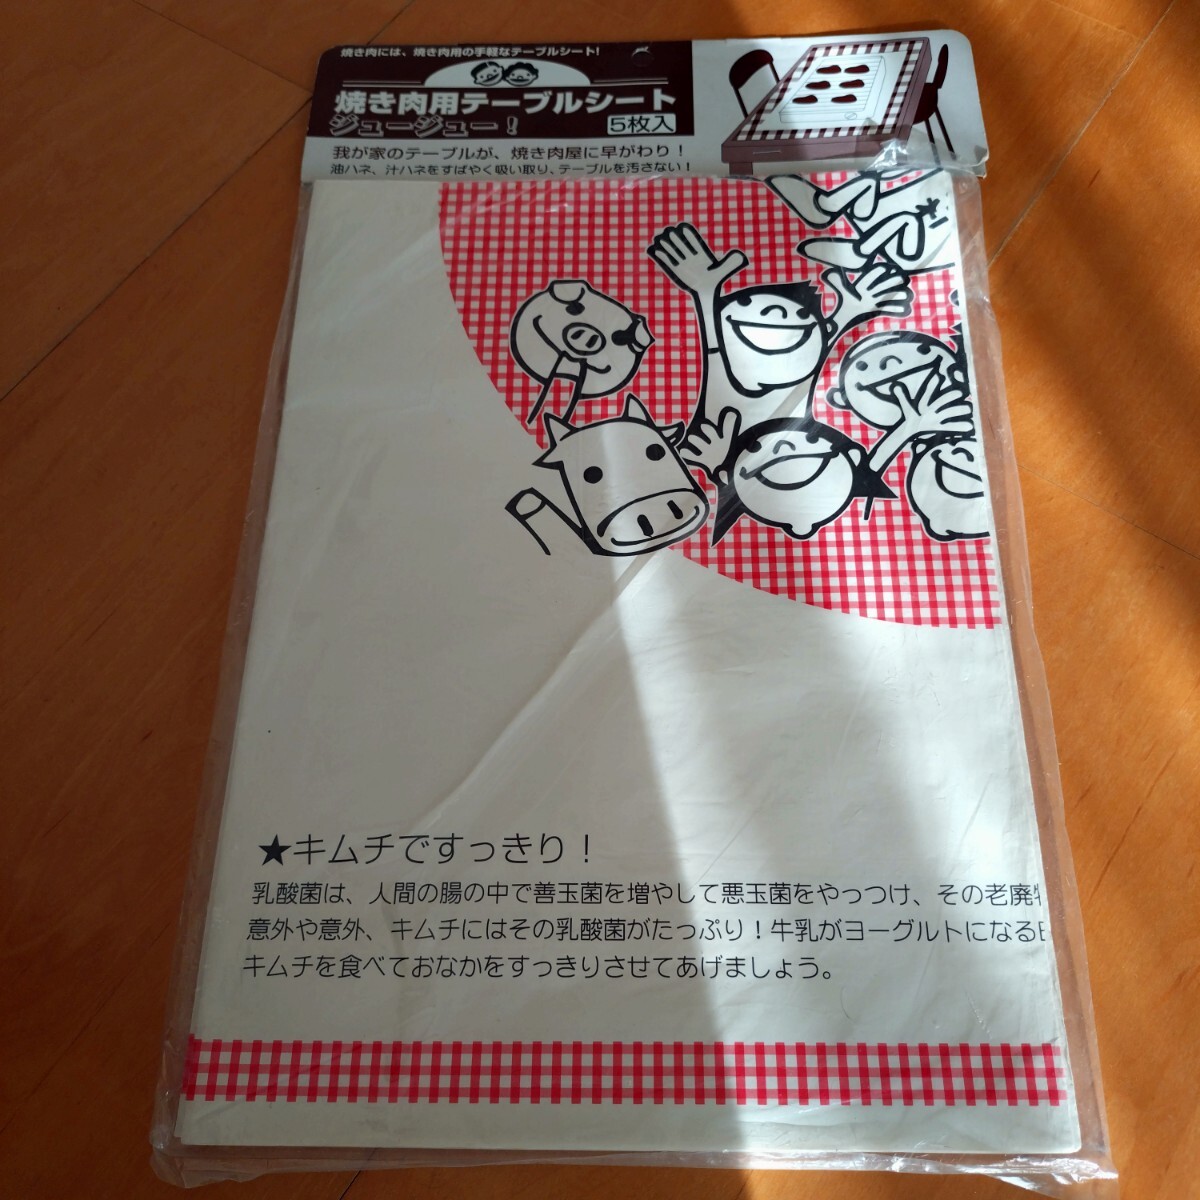 焼き肉には、焼き肉用の手軽なテーブルシート!
焼き肉用テーブルシート
ジュージュー!
5枚入
我が家のテーブルが、焼き肉屋に早がわり!
油ハネ、汁ハネをすばやく吸い取り、テーブルを汚さない!
★キムチですっきり!
乳酸菌は、人間の腸の中で善玉菌を増やして悪玉菌をやっつけ、その老廃
意外や意外、キムチにはその乳酸菌がたっぷり!牛乳がヨーグルトになる
キムチを食べておなかをすっきりさせてあげましょう。